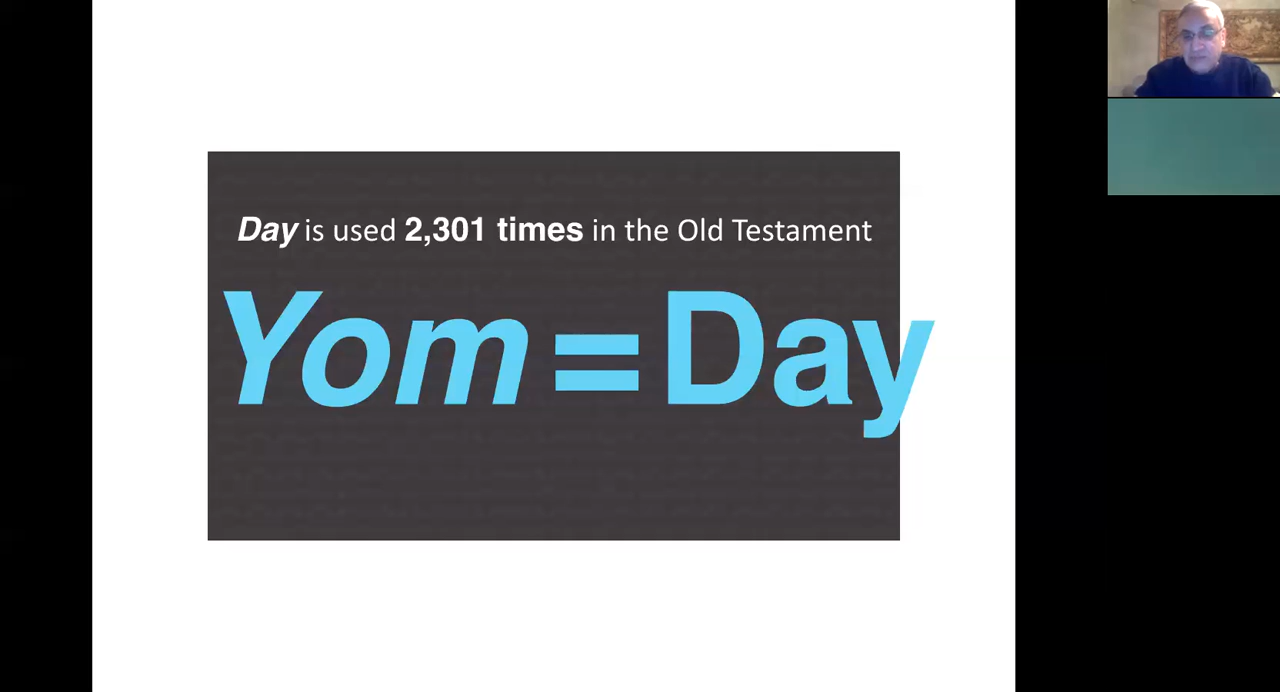 Day is used 2,301 times in the Old Testament
Yom = Day